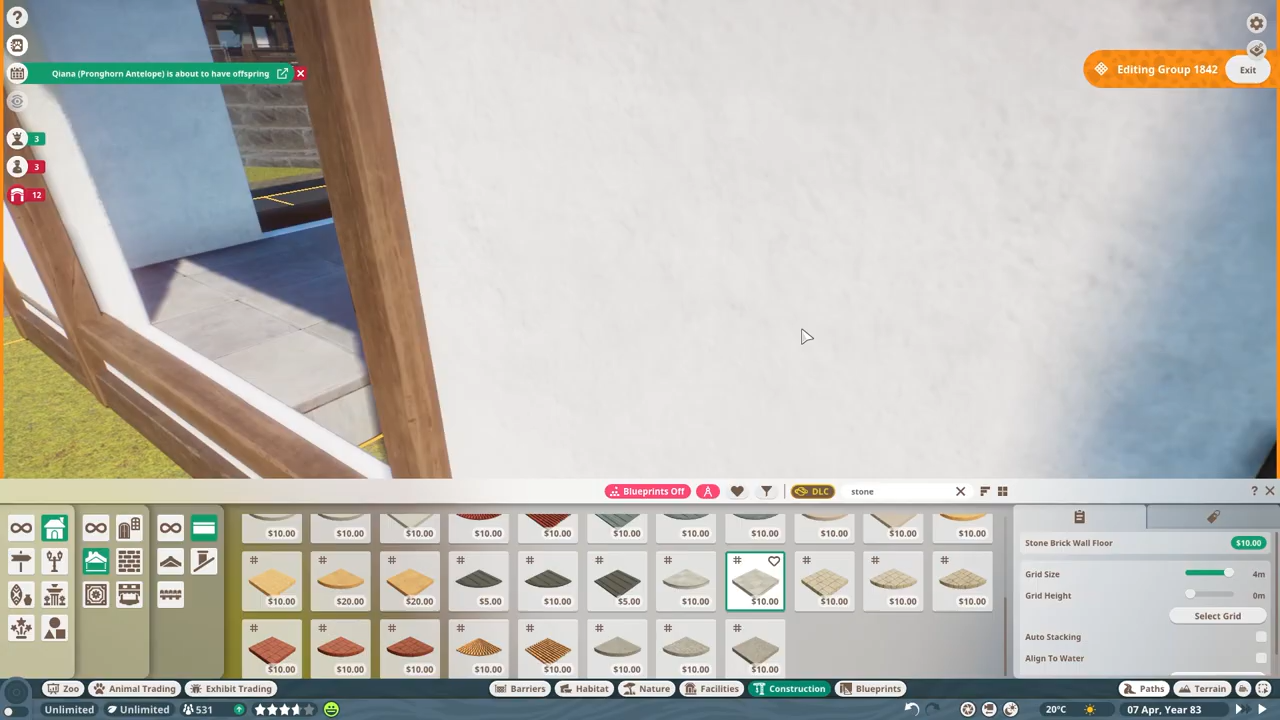 ?
Qiana (Pronghorn Antelope) is about to have offspring
Editing Group 1842
Exit
3
3
12
Blueprints Off
DLC
stone
?
$10.00 $10.00 $10.00 $10.00 $10.00 $10.00 $10.00 $10.00 $10.00 $10.00 $10.00
$10.00 $20.00 $20.00 $5.00 $10.00 $5.00 $10.00 $10.00 $10.00 $10.00 $10.00
$10.00 $10.00 $10.00 $10.00 $10.00 $10.00 $10.00 $10.00
Stone Brick Wall Floor $10.00
Grid Size 4m
Grid Height 0m
Select Grid
Auto Stacking
Align To Water
Zoo Animal Trading Exhibit Trading Barriers Habitat Nature Facilities Construction Blueprints Paths Terrain
Unlimited Unlimited 531 20°C 07 Apr, Year 83